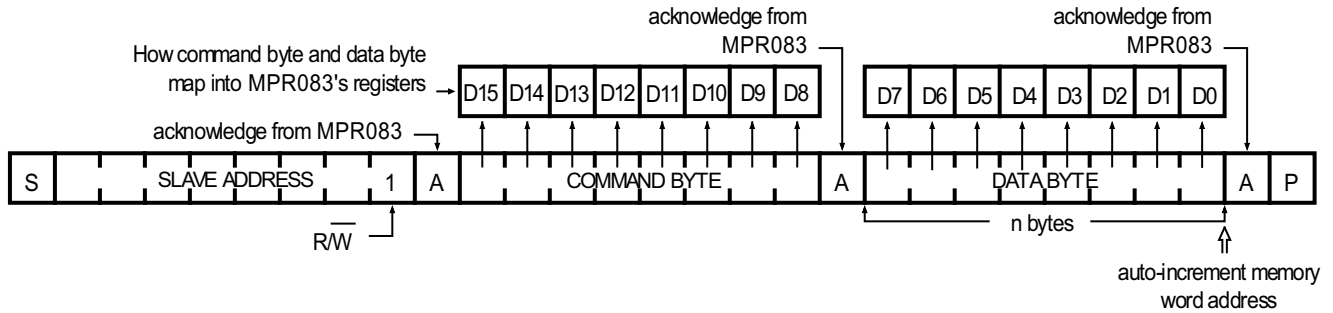 acknowledge from
MPR083
acknowledge from
MPR083
How command byte and data byte
map into MPR083's registers
D15 D14 D13 D12 D11 D10 D9 D8
D7 D6 D5 D4 D3 D2 D1 D0
acknowledge from MPR083
S SLAVE ADDRESS 1 A COMMAND BYTE A DATA BYTE A P
R/W̅
n bytes
auto-increment memory
word address